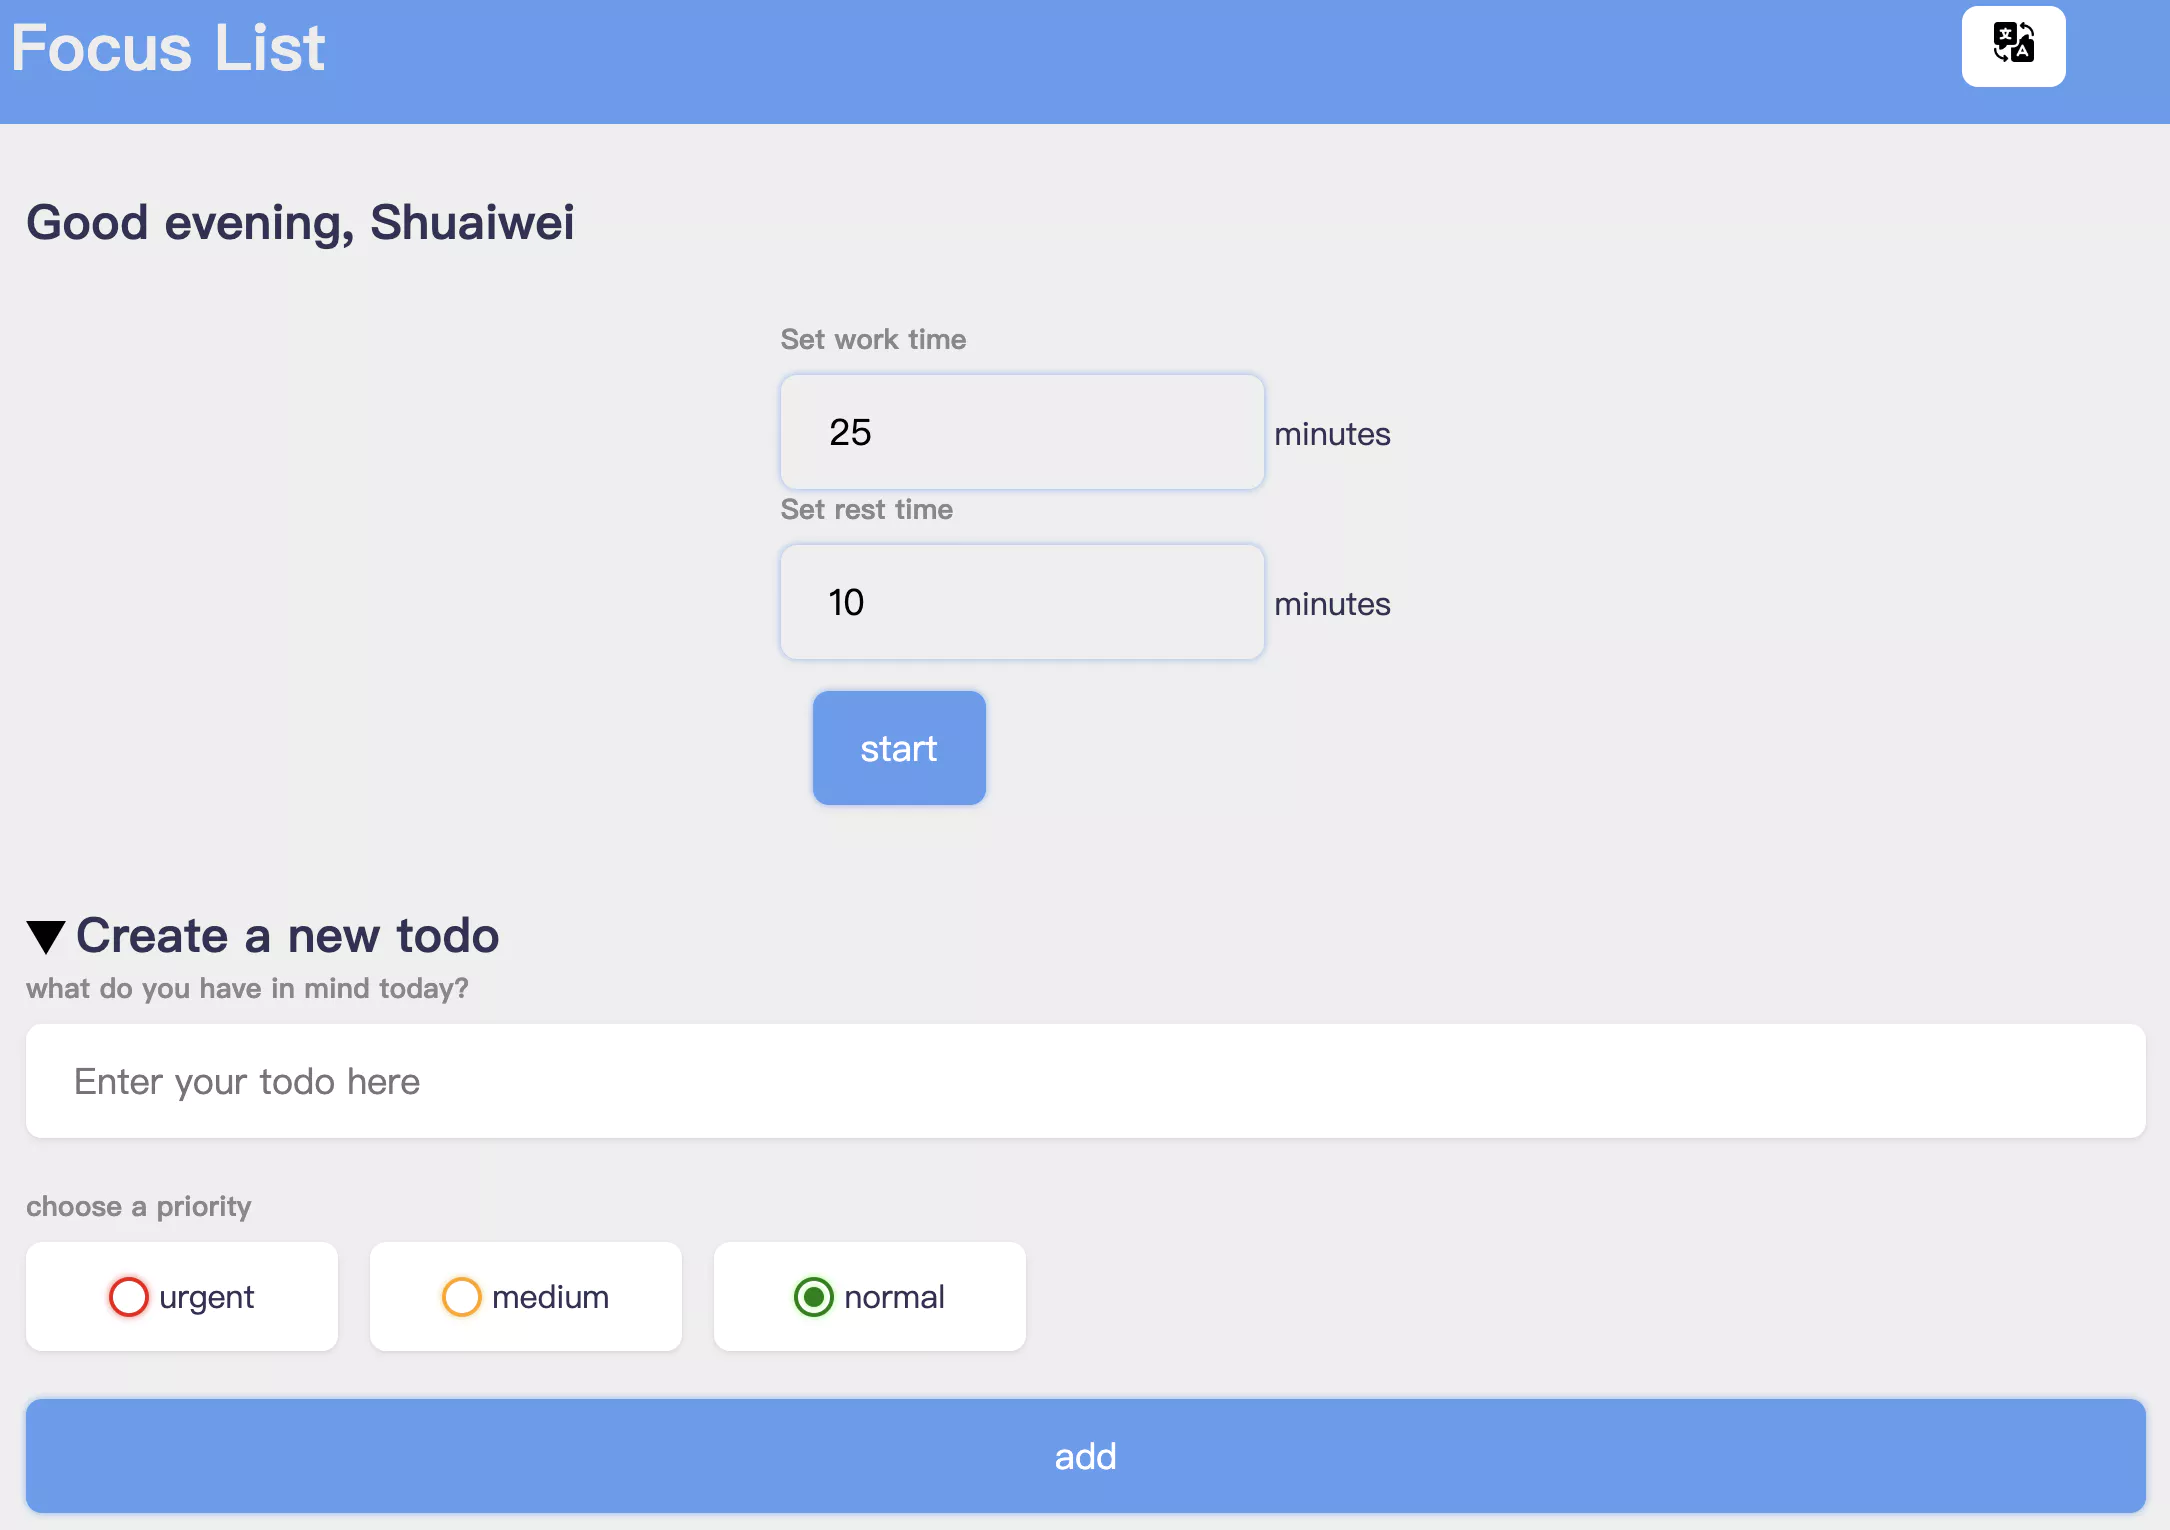 Focus List
Good evening, Shuaiwei
Set work time
25 minutes
Set rest time
10 minutes
start
Create a new todo
what do you have in mind today?
Enter your todo here
choose a priority
urgent medium normal
add